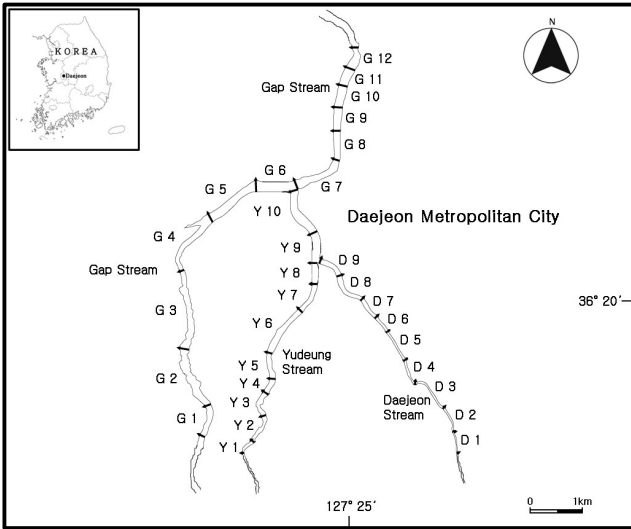 KOREA
Daejeon
N
G 12
G 11
Gap Stream
G 10
G 9
G 8
G 6
G 7
G 5
Y 10
Daejeon Metropolitan City
G 4
Y 9
D 9
Gap Stream
Y 8
D 8
Y 7
D 7
36° 20′
G 3
Y 6
D 6
D 5
Yudeung
Stream
Y 5
D 4
G 2
Y 4
D 3
Y 3
Daejeon
Stream
G 1
D 2
Y 2
Y 1
D 1
127° 25′
0 1km